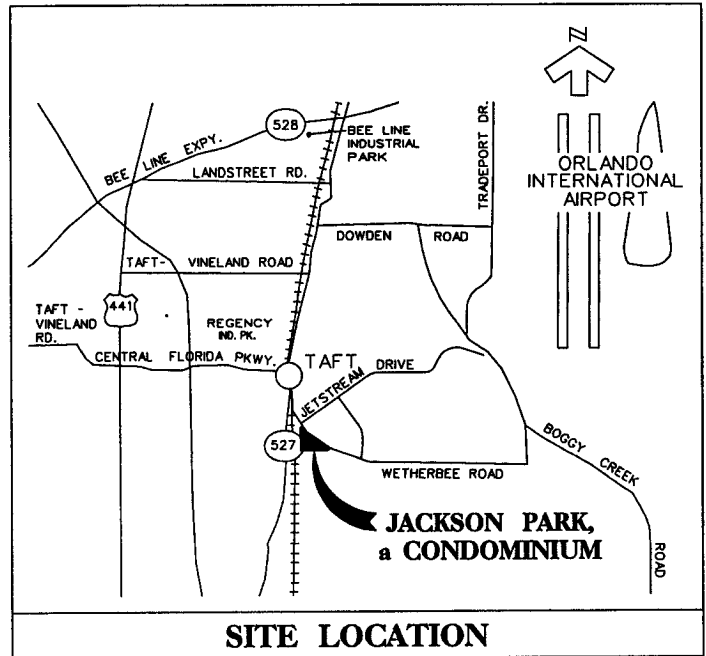 Z
528
BEE LINE EXPY.
BEE LINE
INDUSTRIAL
PARK
LANDSTREET RD.
TRADEPORT DR.
ORLANDO
INTERNATIONAL
AIRPORT
DOWDEN ROAD
TAFT- VINELAND ROAD
441
TAFT -
VINELAND
RD.
REGENCY
IND. PK.
CENTRAL FLORIDA PKWY.
TAFT
JETSTREAM DRIVE
527
WETHERBEE ROAD
BOGGY CREEK
ROAD
JACKSON PARK,
a CONDOMINIUM
SITE LOCATION